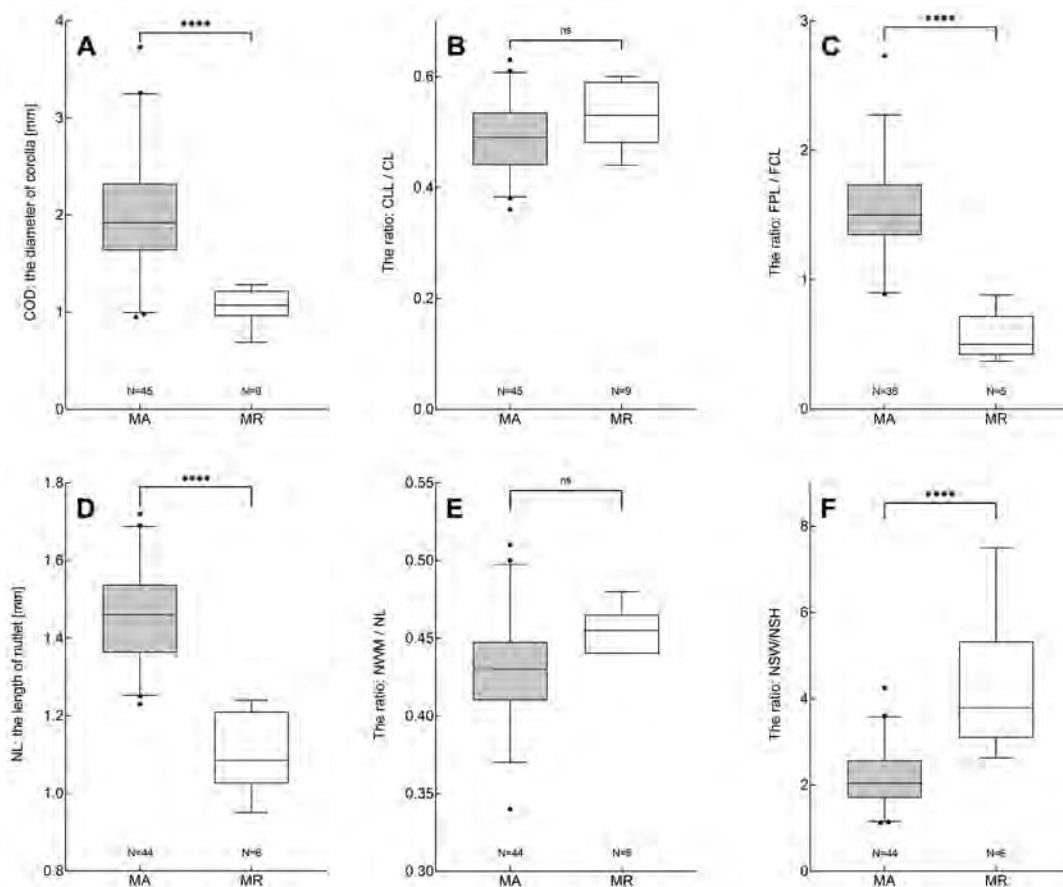 A
****
COD: the diameter of corolla [mm]
4
3
2
1
0
N=45
N=9
MA
MR
B
ns
The ratio: CLL / CL
0.6
0.4
0.2
0.0
N=45
N=9
MA
MR
C
****
The ratio: FPL / FCL
3
2
1
0
N=36
N=5
MA
MR
D
****
NL: the length of nutlet [mm]
1.8
1.6
1.4
1.2
1.0
0.8
N=44
N=6
MA
MR
E
ns
The ratio: NWM / NL
0.55
0.50
0.45
0.40
0.35
0.30
N=44
N=6
MA
MR
F
****
The ratio: NSW/NSH
8
6
4
2
0
N=44
N=6
MA
MR